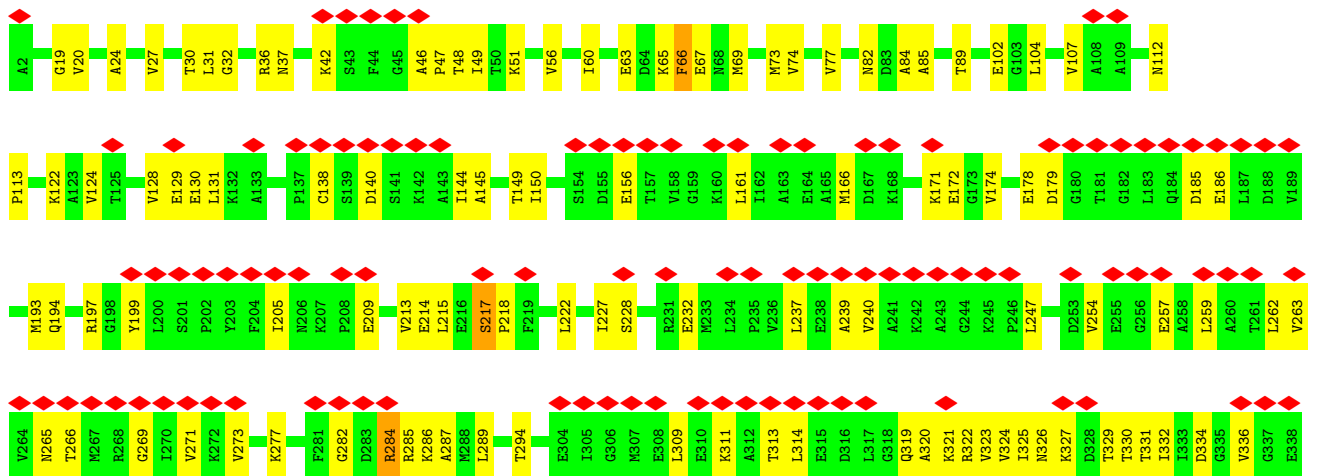 A2 G19 V20 A24 V27 T30 L31 G32 R36 N37 K42 S43 F44 G45 A46 P47 T48 I49 T50 K51 V56 I60 E63 D64 K65 F66 E67 N68 M69 M73 V74 V77 N82 D83 A84 A85 T89 E102 G103 L104 V107 A108 A109 N112
P113 K122 A123 V124 T125 V128 E129 E130 L131 K132 A133 P137 C138 S139 D140 S141 K142 A143 I144 A145 T149 I150 S154 D155 E156 T157 V158 G159 K160 L161 I162 A163 E164 A165 M166 D167 K168 K171 E172 G173 V174 E178 D179 G180 T181 G182 L183 Q184 D185 E186 L187 D188 V189
M193 Q194 R197 G198 Y199 L200 S201 P202 Y203 F204 I205 N206 K207 P208 E209 V213 E214 L215 E216 S217 P218 F219 L222 I227 S228 R231 E232 M233 L234 P235 V236 L237 E238 A239 V240 A241 K242 A243 G244 K245 P246 L247 D253 V254 E255 G256 E257 A258 L259 A260 T261 L262 V263
V264 N265 T266 M267 R268 G269 I270 V271 K272 V273 K277 F281 G282 D283 R284 R285 K286 A287 M288 L289 T294 E304 I305 G306 M307 E308 L309 E310 K311 A312 T313 L314 E315 D316 L317 G318 Q319 A320 K321 R322 V323 V324 I325 N326 K327 D328 T329 T330 T331 I332 I333 D334 G335 V336 G337 E338